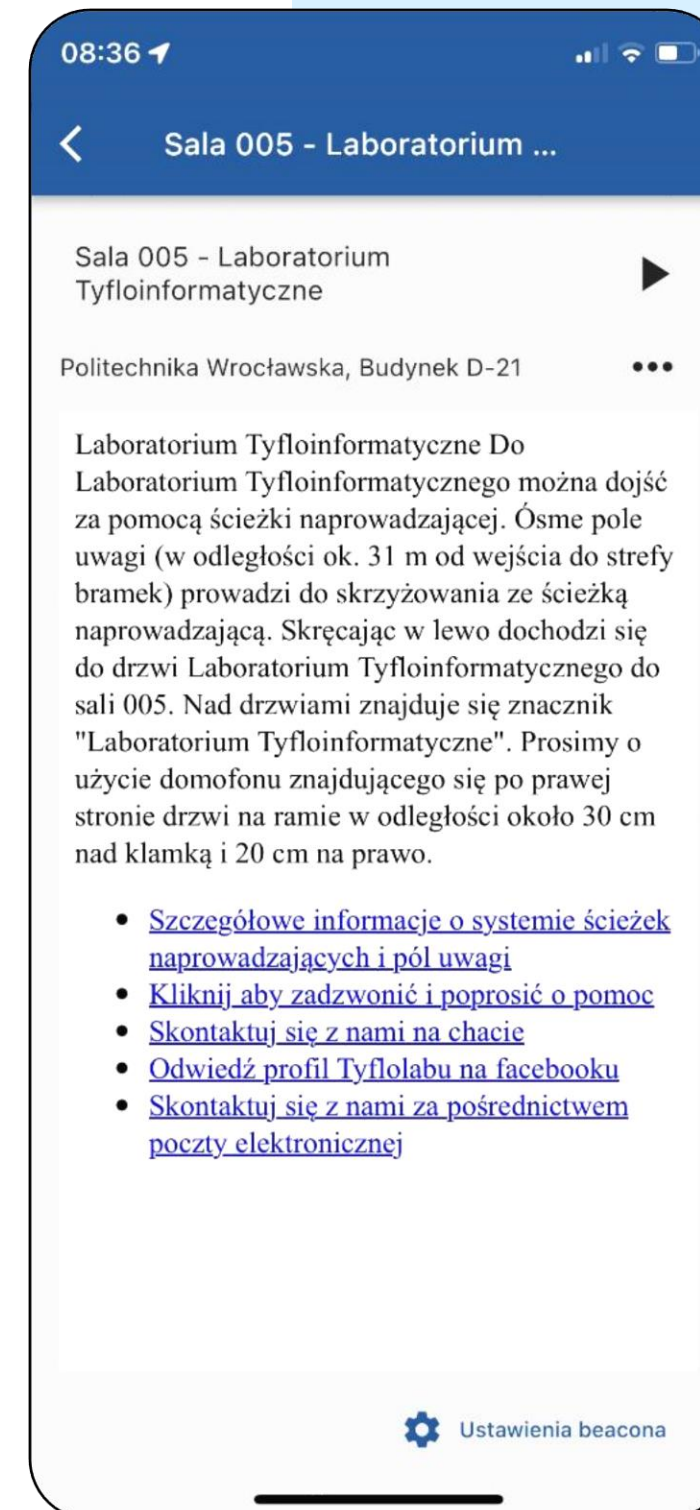 08:36
Sala 005 - Laboratorium ...
Sala 005 - Laboratorium
Tyfloinformatyczne
Politechnika Wrocławska, Budynek D-21
Laboratorium Tyfloinformatyczne Do
Laboratorium Tyfloinformatycznego można dojść
za pomocą ścieżki naprowadzającej. Ósme pole
uwagi (w odległości ok. 31 m od wejścia do strefy
bramek) prowadzi do skrzyżowania ze ścieżką
naprowadzającą. Skręcając w lewo dochodzi się
do drzwi Laboratorium Tyfloinformatycznego do
sali 005. Nad drzwiami znajduje się znacznik
"Laboratorium Tyfloinformatyczne". Prosimy o
użycie domofonu znajdującego się po prawej
stronie drzwi na ramie w odległości około 30 cm
nad klamką i 20 cm na prawo.
• Szczegółowe informacje o systemie ścieżek
naprowadzających i pól uwagi
• Kliknij aby zadzwonić i poprosić o pomoc
• Skontaktuj się z nami na chacie
• Odwiedź profil Tyflolabu na facebooku
• Skontaktuj się z nami za pośrednictwem
poczty elektronicznej
Ustawienia beacona